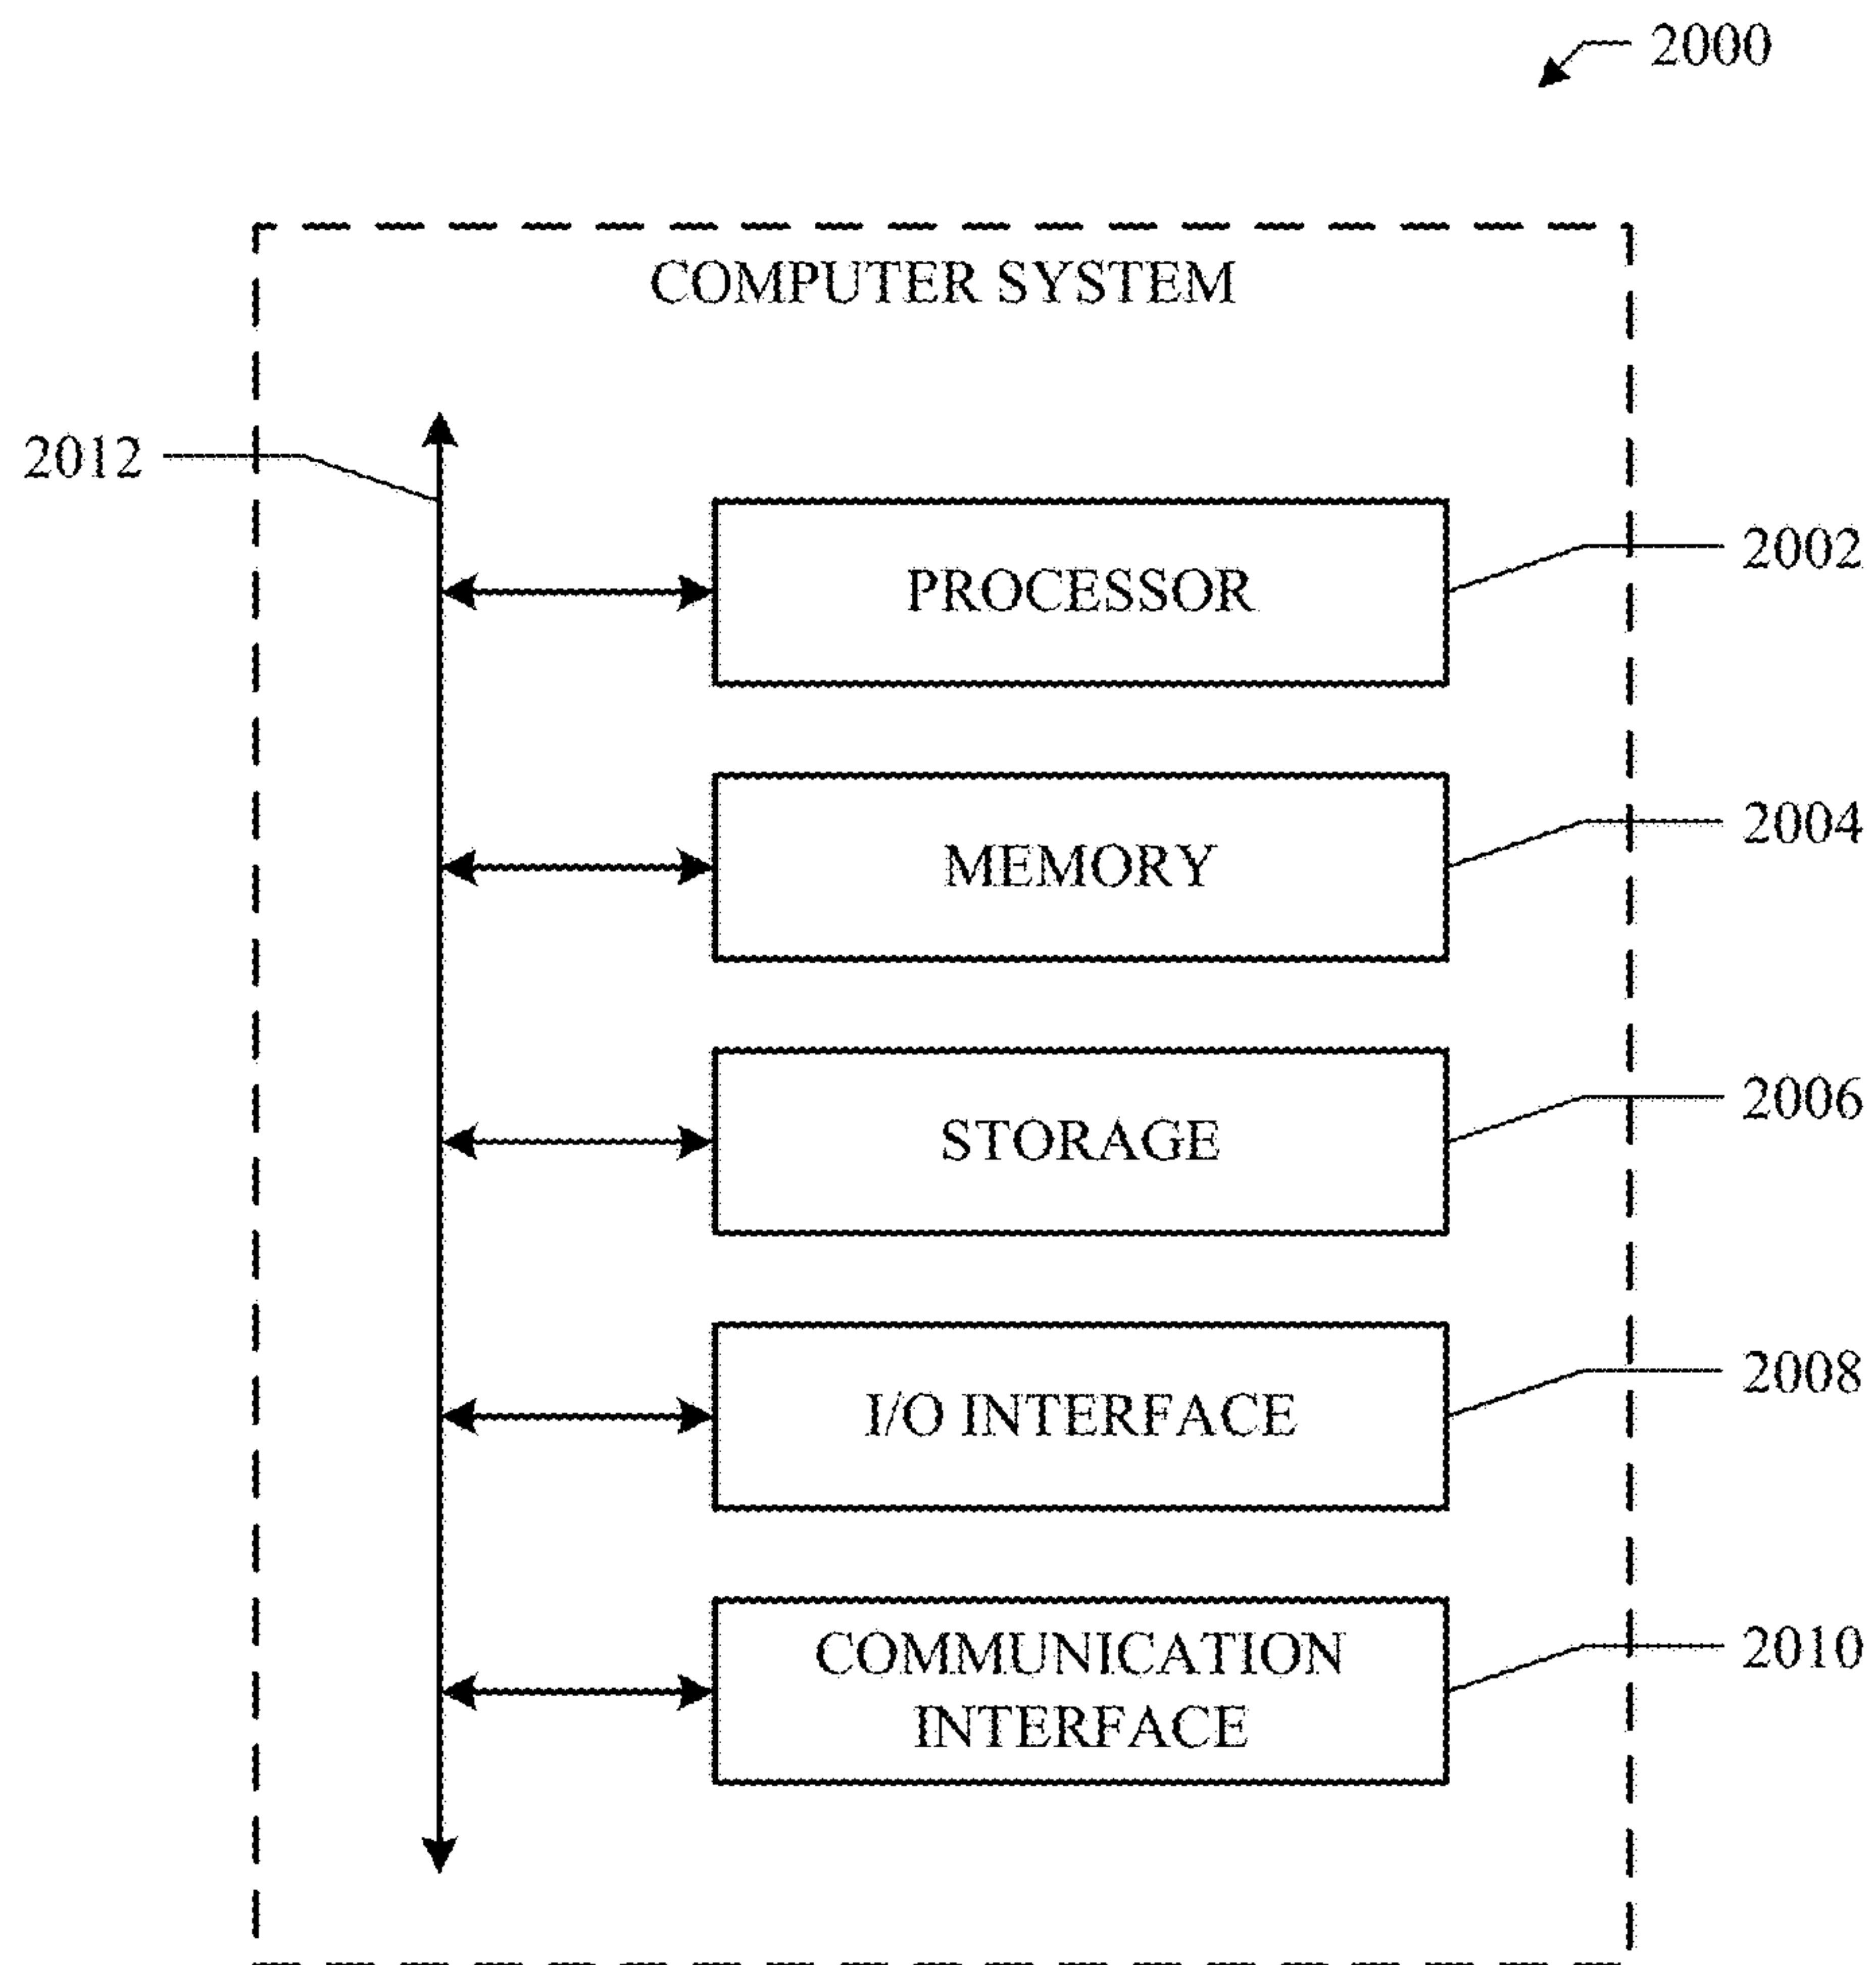 2000
COMPUTER SYSTEM
2012
PROCESSOR
2002
MEMORY
2004
STORAGE
2006
I/O INTERFACE
2008
COMMUNICATION
INTERFACE
2010